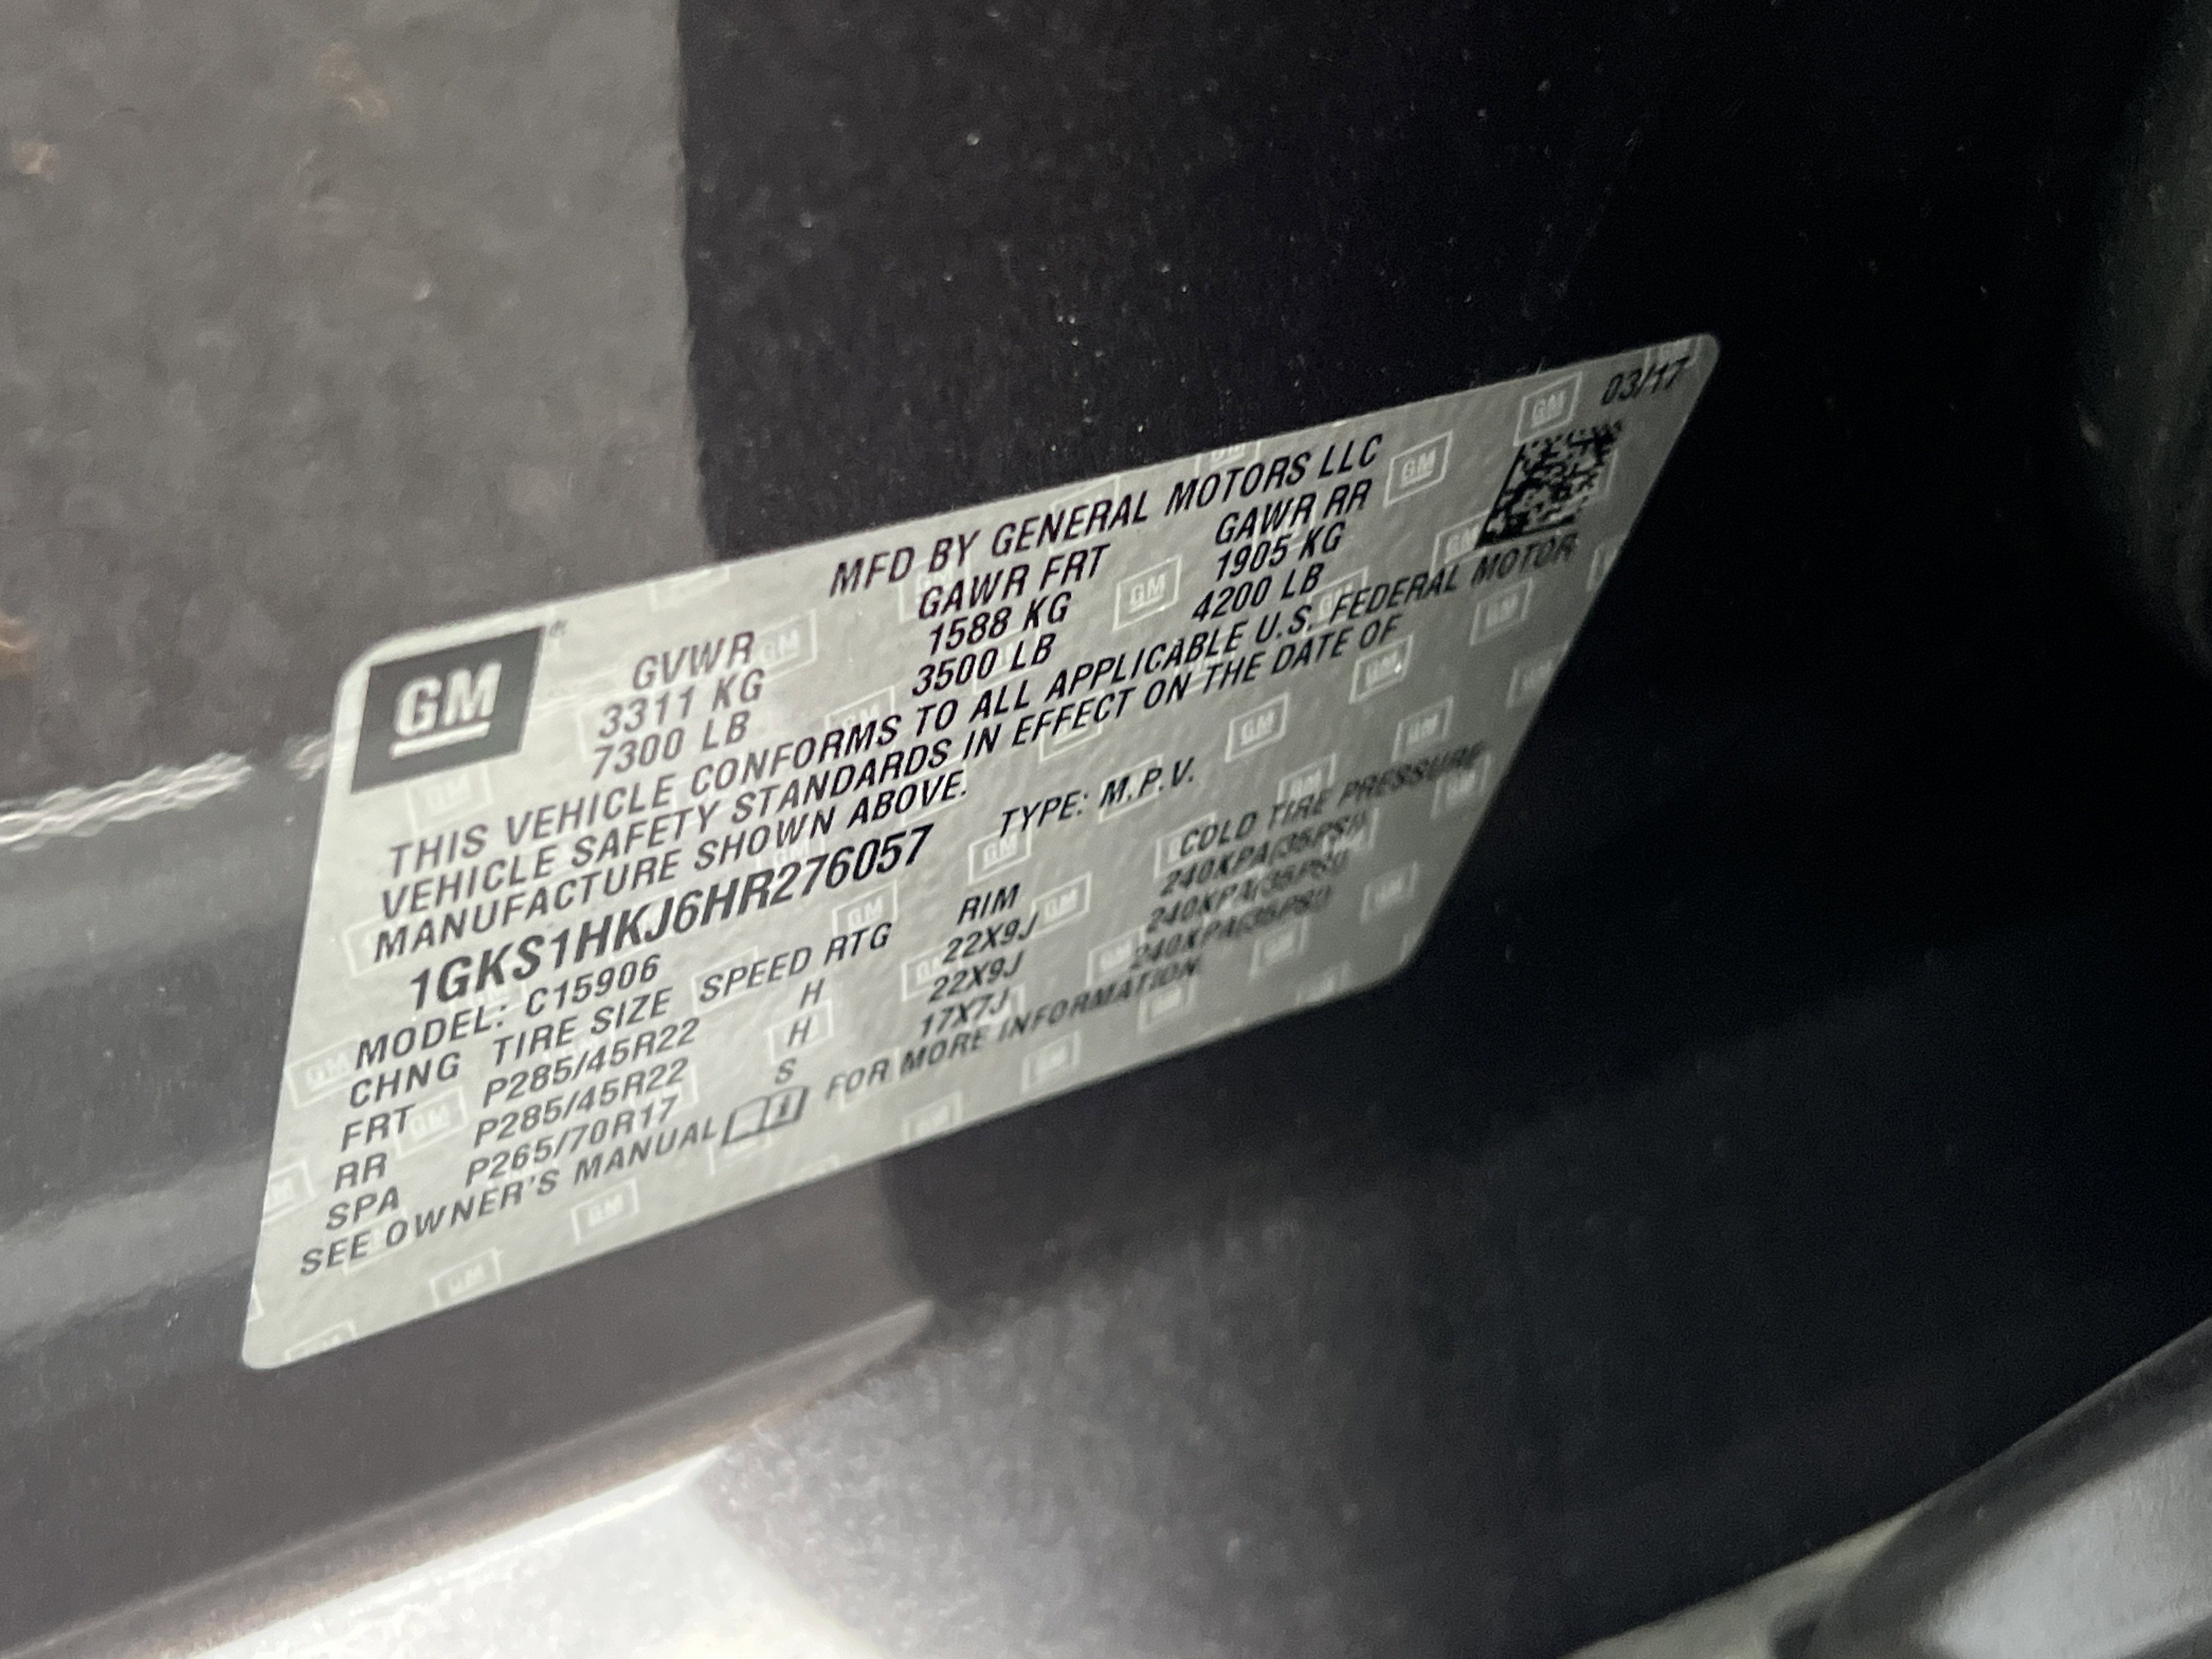 03/17
MFD BY GENERAL MOTORS LLC
GM
GVWR GAWR FRT GAWR RR
3311 KG 1588 KG 1905 KG
7300 LB 3500 LB 4200 LB
THIS VEHICLE CONFORMS TO ALL APPLICABLE U.S. FEDERAL MOTOR
VEHICLE SAFETY STANDARDS IN EFFECT ON THE DATE OF
MANUFACTURE SHOWN ABOVE.
1GKS1HKJ6HR276057 TYPE: M.P.V.
MODEL: C15906
CHNG TIRE SIZE SPEED RTG RIM COLD TIRE PRESSURE
FRT P285/45R22 H 22X9J 240KPA(35PSI)
RR P285/45R22 H 22X9J 240KPA(35PSI)
SPA P265/70R17 S 17X7J 240KPA(35PSI)
SEE OWNER'S MANUAL FOR MORE INFORMATION